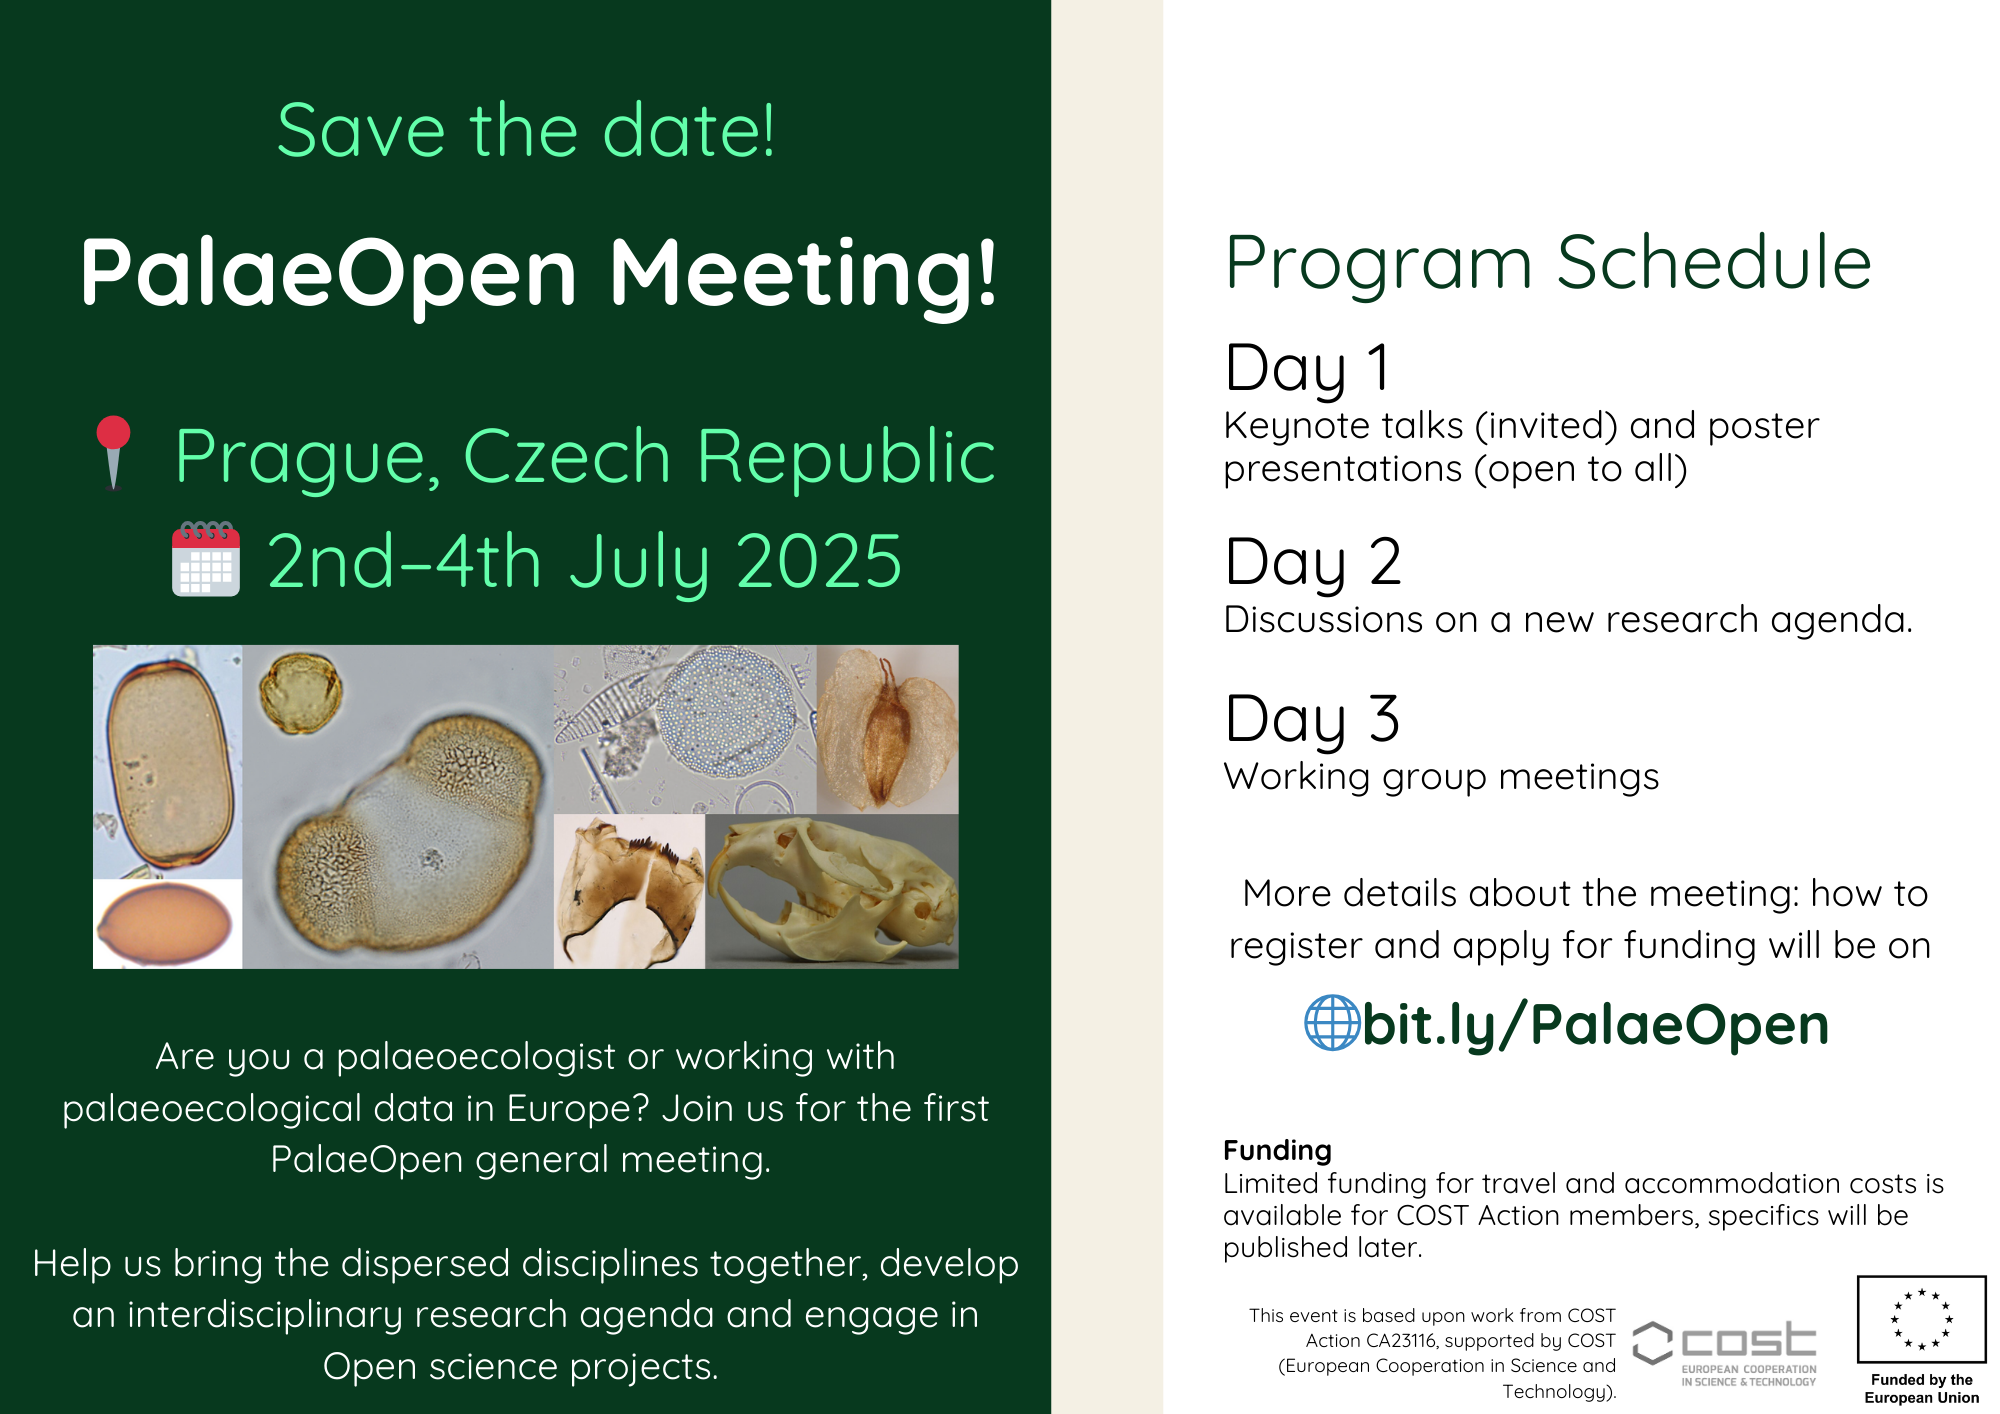 Save the date!
PalaeOpen Meeting!
Prague, Czech Republic
2nd–4th July 2025
Are you a palaeoecologist or working with
palaeoecological data in Europe? Join us for the first
PalaeOpen general meeting.
Help us bring the dispersed disciplines together, develop
an interdisciplinary research agenda and engage in
Open science projects.
Program Schedule
Day 1
Keynote talks (invited) and poster
presentations (open to all)
Day 2
Discussions on a new research agenda.
Day 3
Working group meetings
More details about the meeting: how to
register and apply for funding will be on
bit.ly/PalaeOpen
Funding
Limited funding for travel and accommodation costs is
available for COST Action members, specifics will be
published later.
This event is based upon work from COST
Action CA23116, supported by COST
(European Cooperation in Science and
Technology).
cost
EUROPEAN COOPERATION
IN SCIENCE & TECHNOLOGY
Funded by the
European Union